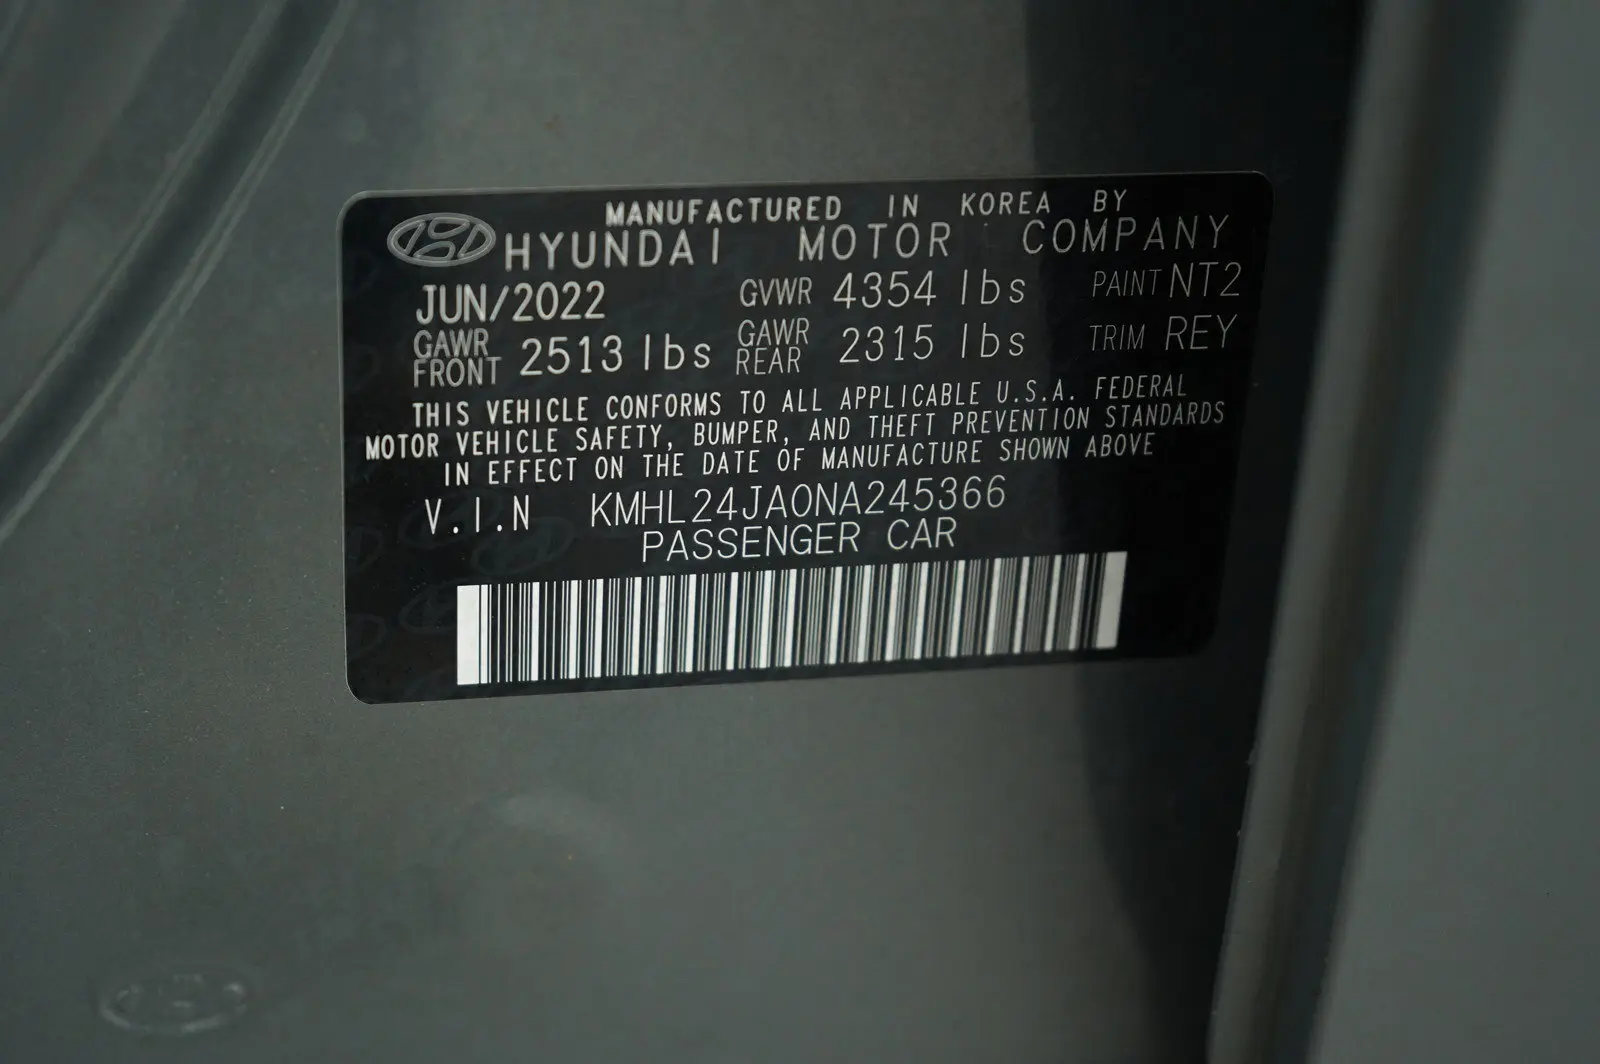 MANUFACTURED IN KOREA BY
HYUNDAI MOTOR COMPANY
JUN/2022 GVWR 4354 lbs PAINT NT2
GAWR FRONT 2513 lbs GAWR REAR 2315 lbs TRIM REY
THIS VEHICLE CONFORMS TO ALL APPLICABLE U.S.A. FEDERAL
MOTOR VEHICLE SAFETY, BUMPER, AND THEFT PREVENTION STANDARDS
IN EFFECT ON THE DATE OF MANUFACTURE SHOWN ABOVE
V.I.N KMHL24JA0NA245366
PASSENGER CAR